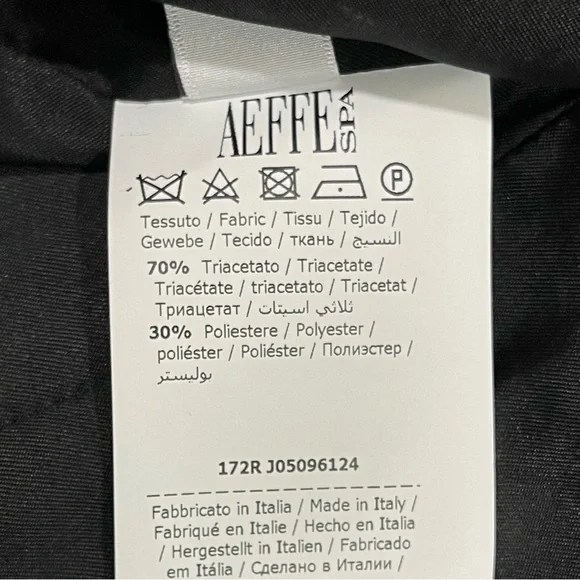 AEFFE SPA
P
Tessuto / Fabric / Tissu / Tejido /
Gewebe / Tecido / ткань / النسيج
70% Triacetato / Triacetate /
Triacétate / triacetato / Triacetat /
Триацетат / ثلاثي اسيتات
30% Poliestere / Polyester /
poliéster / Poliéster / Полиэстер /
بوليستر
172R J05096124
Fabbricato in Italia / Made in Italy /
Fabriqué en Italie / Hecho en Italia
/ Hergestellt in Italien / Fabricado
em Itália / Сделано в Италии /